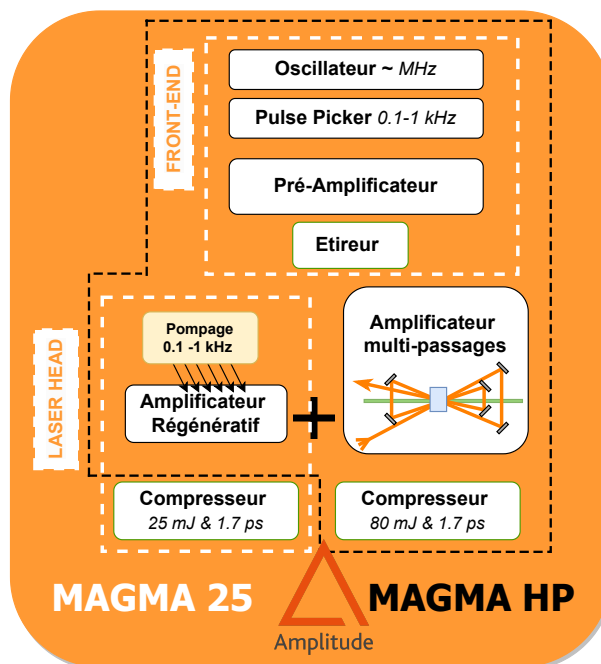 FRONT-END
Oscillateur ~ MHz
Pulse Picker 0.1-1 kHz
Pré-Amplificateur
Etireur
LASER HEAD
Pompage
0.1 -1 kHz
Amplificateur
Régénératif
+
Amplificateur
multi-passages
Compresseur
25 mJ & 1.7 ps
Compresseur
80 mJ & 1.7 ps
MAGMA 25
MAGMA HP
Amplitude